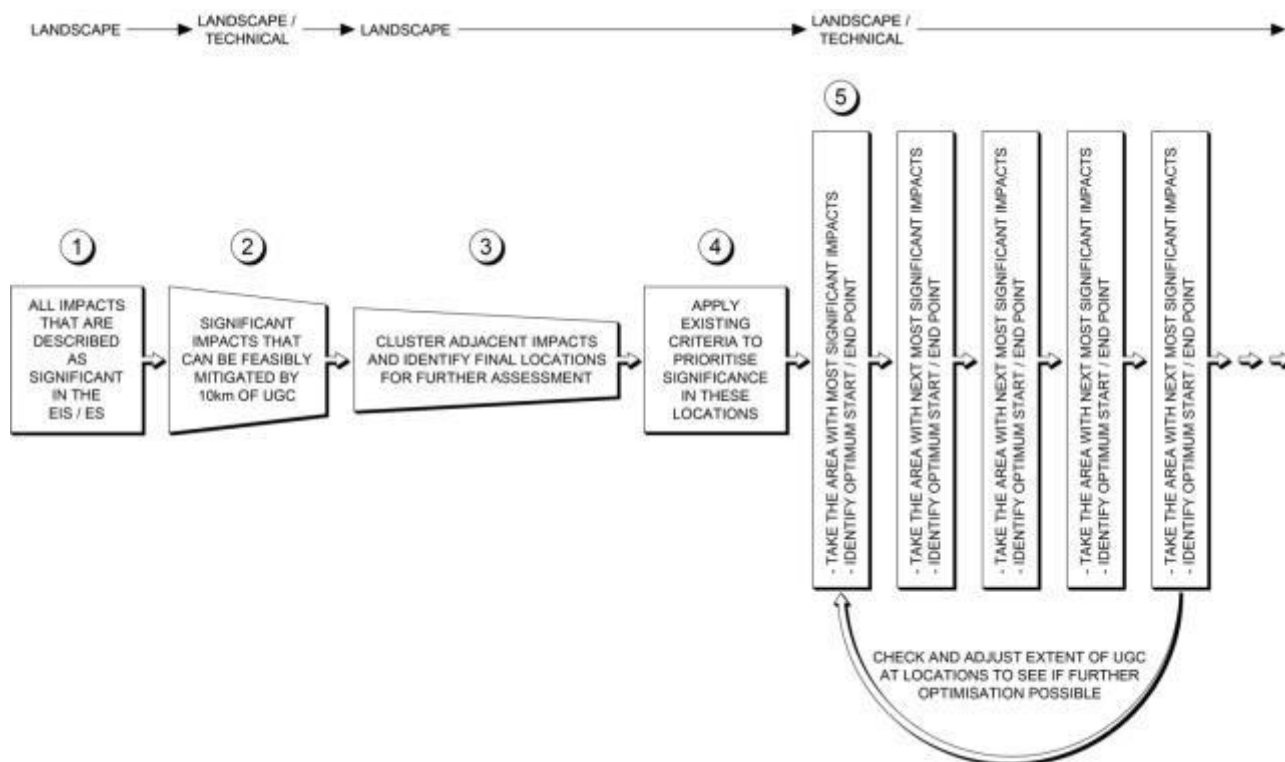 LANDSCAPE
LANDSCAPE /
TECHNICAL
LANDSCAPE
LANDSCAPE /
TECHNICAL
1
ALL IMPACTS
THAT ARE
DESCRIBED
AS
SIGNIFICANT
IN THE
EIS / ES
2
SIGNIFICANT
IMPACTS THAT
CAN BE FEASIBLY
MITIGATED BY
10km OF UGC
3
CLUSTER ADJACENT IMPACTS
AND IDENTIFY FINAL LOCATIONS
FOR FURTHER ASSESSMENT
4
APPLY
EXISTING
CRITERIA TO
PRIORITISE
SIGNIFICANCE
IN THESE
LOCATIONS
5
- TAKE THE AREA WITH MOST SIGNIFICANT IMPACTS
- IDENTIFY OPTIMUM START / END POINT
- TAKE THE AREA WITH NEXT MOST SIGNIFICANT IMPACTS
- IDENTIFY OPTIMUM START / END POINT
- TAKE THE AREA WITH NEXT MOST SIGNIFICANT IMPACTS
- IDENTIFY OPTIMUM START / END POINT
- TAKE THE AREA WITH NEXT MOST SIGNIFICANT IMPACTS
- IDENTIFY OPTIMUM START / END POINT
- TAKE THE AREA WITH NEXT MOST SIGNIFICANT IMPACTS
- IDENTIFY OPTIMUM START / END POINT
CHECK AND ADJUST EXTENT OF UGC
AT LOCATIONS TO SEE IF FURTHER
OPTIMISATION POSSIBLE